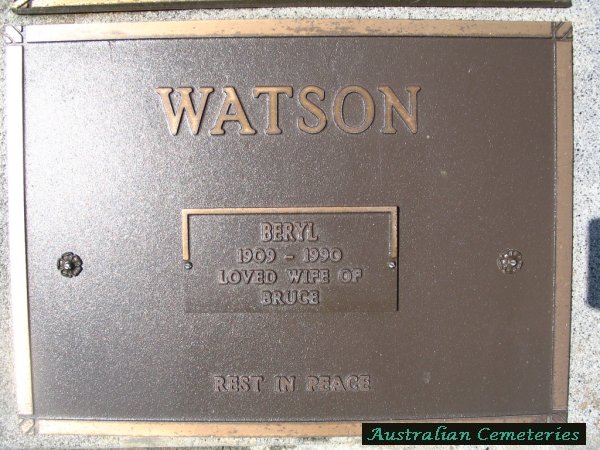 WATSON
BERYL
1909 - 1990
LOVED WIFE OF
BRUCE
REST IN PEACE
Australian Cemeteries